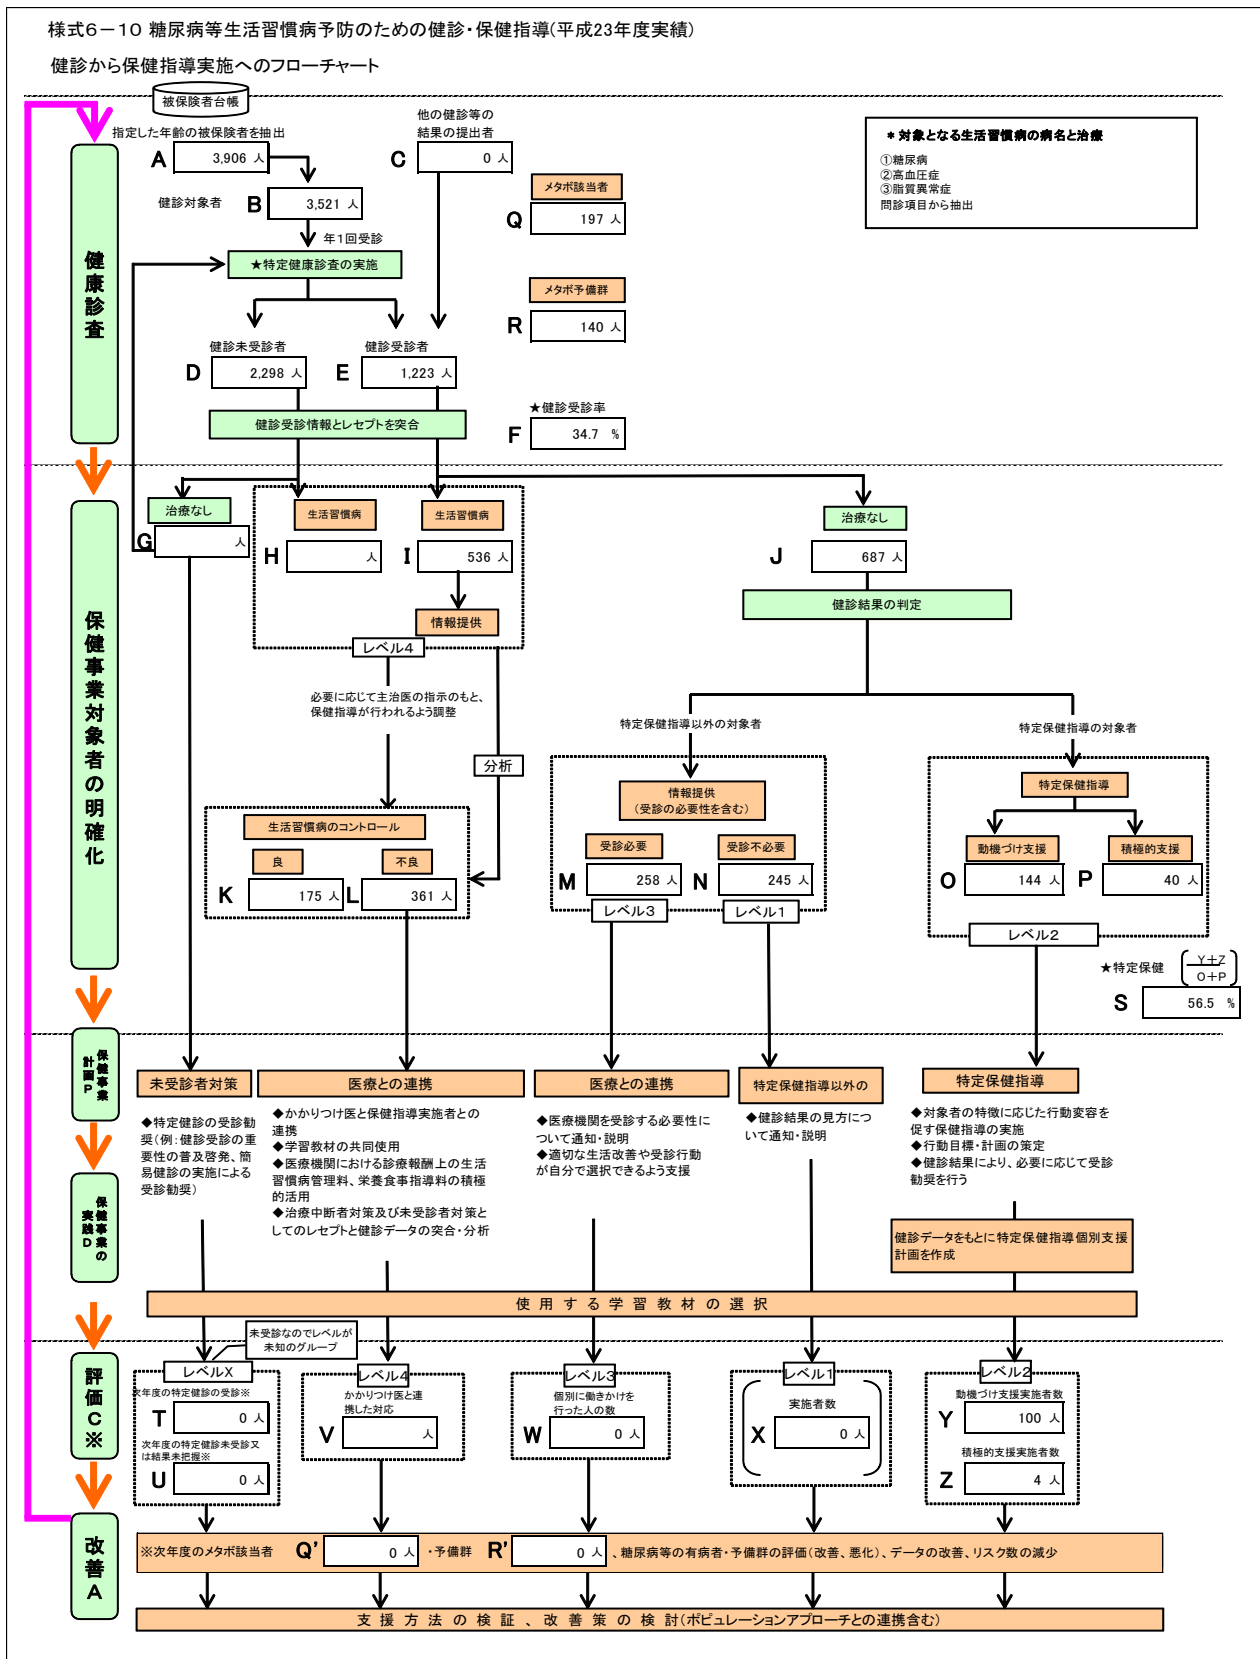 様式6－10 糖尿病等生活習慣病予防のための健診・保健指導(平成23年度実績)
健診から保健指導実施へのフローチャート
被保険者台帳
指定した年齢の被保険者を抽出
A 3,906 人
他の健診等の
結果の提出者
C 0 人
＊対象となる生活習慣病の病名と治療
①糖尿病
②高血圧症
③脂質異常症
問診項目から抽出
健診対象者 B 3,521 人
メタボ該当者
Q 197 人
年1回受診
★特定健康診査の実施
メタボ予備群
R 140 人
健康診査
健診未受診者
D 2,298 人
健診受診者
E 1,223 人
健診受診情報とレセプトを突合
★健診受診率
F 34.7 %
治療なし
G 人
生活習慣病
H 人
生活習慣病
I 536 人
情報提供
レベル4
治療なし
J 687 人
健診結果の判定
保健事業対象者の明確化
必要に応じて主治医の指示のもと、
保健指導が行われるよう調整
分析
特定保健指導以外の対象者
特定保健指導の対象者
情報提供
(受診の必要性を含む)
特定保健指導
生活習慣病のコントロール
良
K 175 人
不良
L 361 人
受診必要
M 258 人
受診不必要
N 245 人
レベル3
レベル1
動機づけ支援
O 144 人
積極的支援
P 40 人
レベル2
★特定保健
Y+Z
O+P
S 56.5 %
保健事業
計画P
未受診者対策
医療との連携
医療との連携
特定保健指導以外の
特定保健指導
◆特定健診の受診勧
奨(例：健診受診の重
要性の普及啓発、簡
易健診の実施による
受診勧奨)
◆かかりつけ医と保健指導実施者との
連携
◆学習教材の共同使用
◆医療機関における診療報酬上の生活
習慣病管理料、栄養食事指導料の積極
的活用
◆治療中断者対策及び未受診者対策と
してのレセプトと健診データの突合・分析
◆医療機関を受診する必要性に
ついて通知・説明
◆適切な生活改善や受診行動
が自分で選択できるよう支援
◆健診結果の見方につ
いて通知・説明
◆対象者の特徴に応じた行動変容を
促す保健指導の実施
◆行動目標・計画の策定
◆健診結果により、必要に応じて受診
勧奨を行う
保健事業の
実践D
健診データをもとに特定保健指導個別支援
計画を作成
使用する学習教材の選択
未受診なのでレベルが
未知のグループ
評価C※
レベルX
次年度の特定健診の受診※
T 0 人
次年度の特定健診未受診又
は結果未把握※
U 0 人
レベル4
かかりつけ医と連
携した対応
V 人
レベル3
個別に働きかけを
行った人の数
W 0 人
レベル1
実施者数
X 0 人
レベル2
動機づけ支援実施者数
Y 100 人
積極的支援実施者数
Z 4 人
改善A
※次年度のメタボ該当者 Q' 0 人 ・予備群 R' 0 人 、糖尿病等の有病者・予備群の評価(改善、悪化)、データの改善、リスク数の減少
支援方法の検証、改善策の検討(ポピュレーションアプローチとの連携含む)